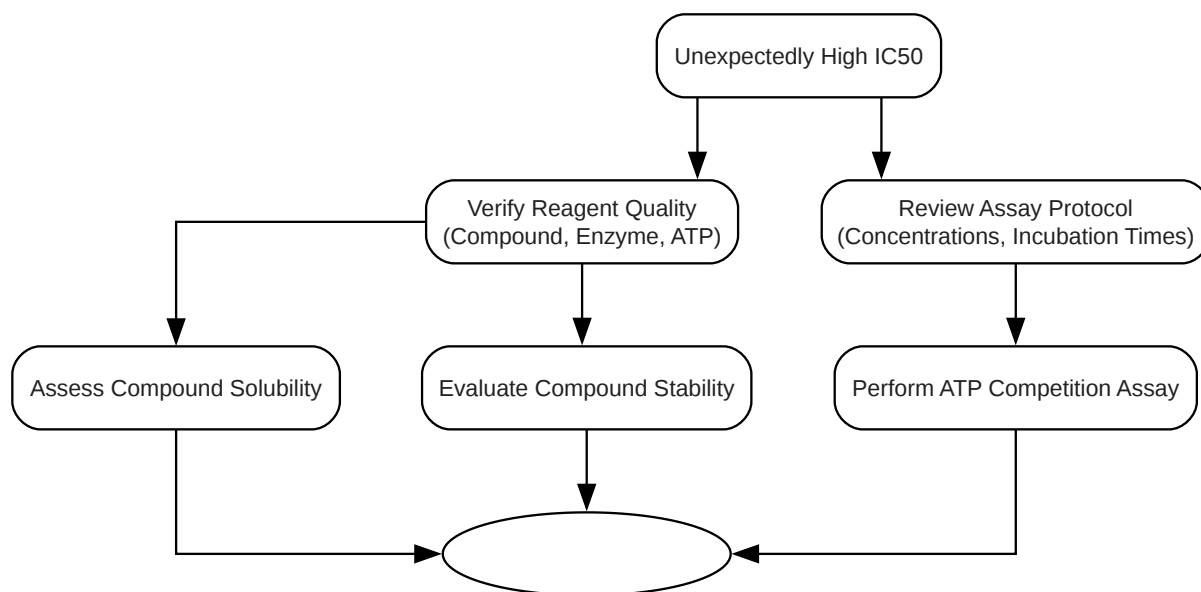 Unexpectedly High IC50
Verify Reagent Quality
(Compound, Enzyme, ATP)
Review Assay Protocol
(Concentrations, Incubation Times)
Assess Compound Solubility
Evaluate Compound Stability
Perform ATP Competition Assay